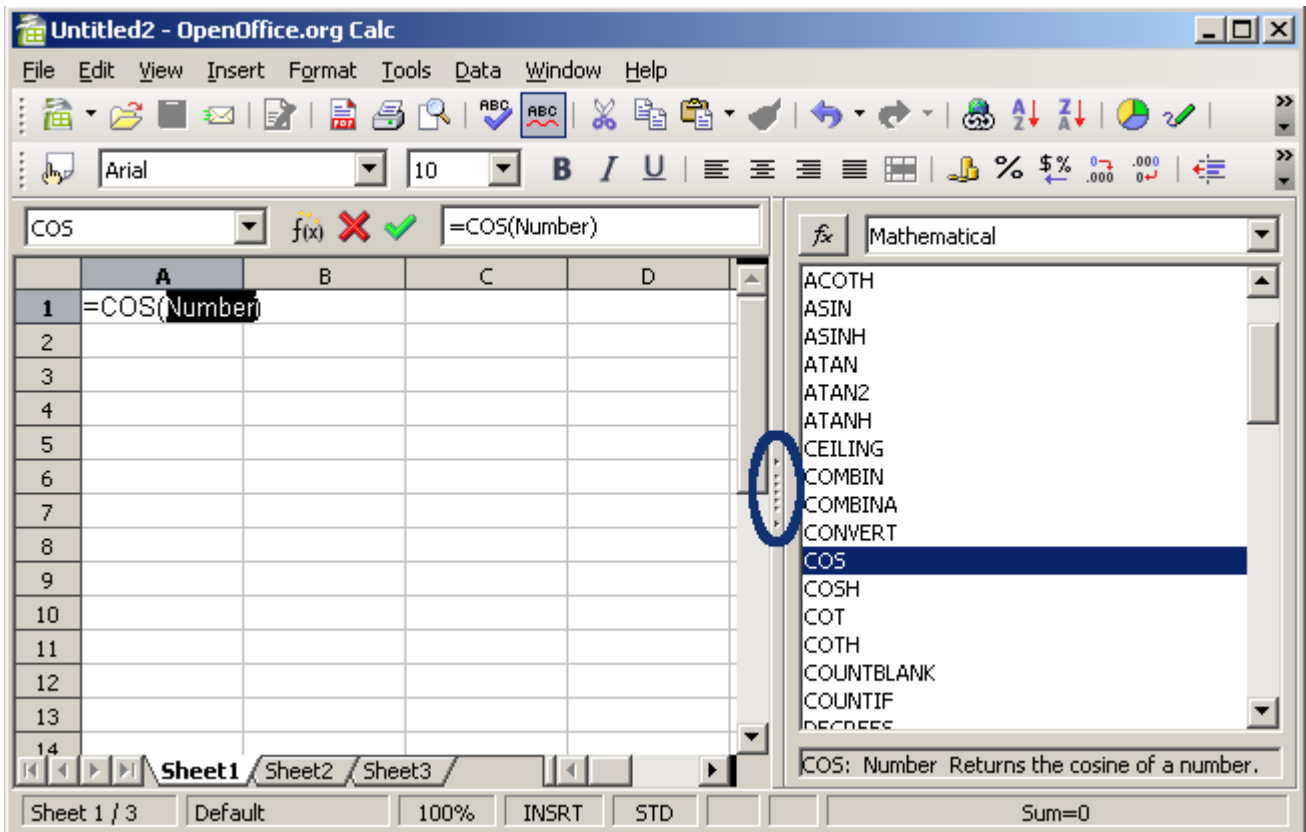 Untitled2 - OpenOffice.org Calc
File Edit View Insert Format Tools Data Window Help
Arial 10 B I U
COS f(x) =COS(Number)
fx Mathematical
A B C D
1 =COS(Number)
2
3
4
5
6
7
8
9
10
11
12
13
14
ACOTH
ASIN
ASINH
ATAN
ATAN2
ATANH
CEILING
COMBIN
COMBINA
CONVERT
COS
COSH
COT
COTH
COUNTBLANK
COUNTIF
DEGREES
COS: Number Returns the cosine of a number.
Sheet1 Sheet2 Sheet3
Sheet 1 / 3 Default 100% INSRT STD Sum=0